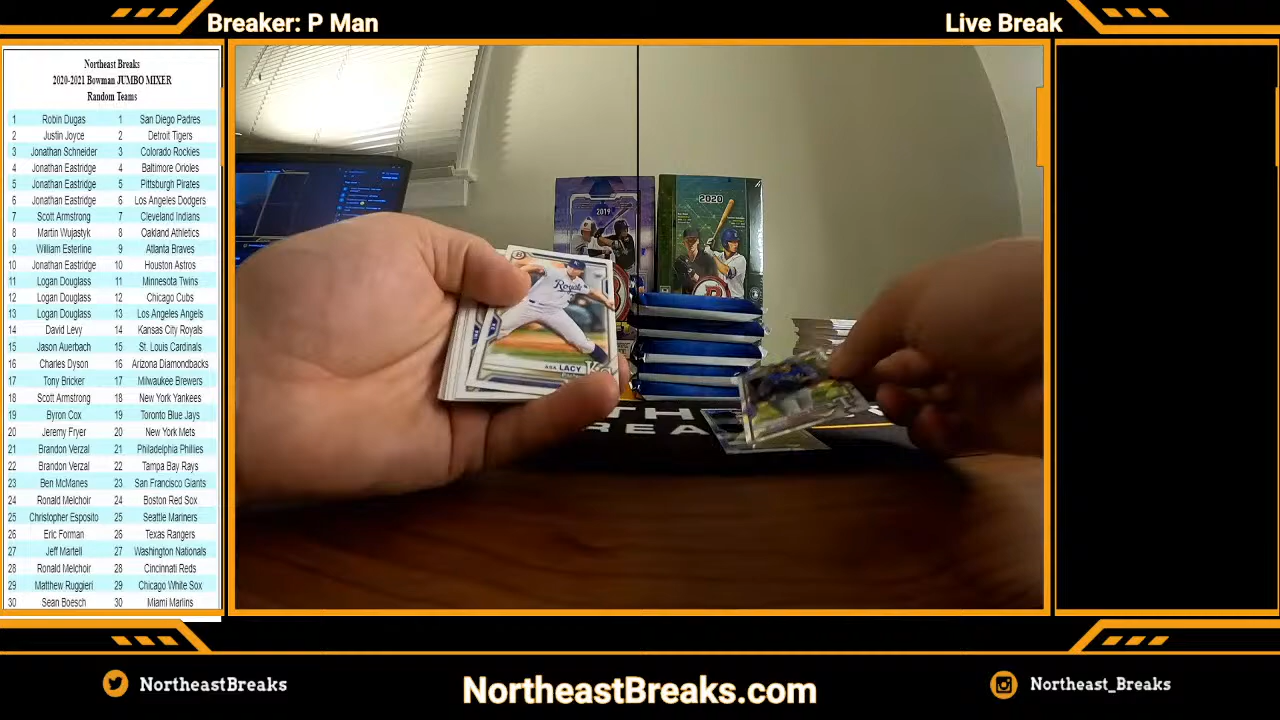 Breaker: P Man
Live Break
Northeast Breaks
2020-2021 Bowman JUMBO MIXER
Random Teams
1 Robin Dugas 1 San Diego Padres
2 Justin Joyce 2 Detroit Tigers
3 Jonathan Schneider 3 Colorado Rockies
4 Jonathan Eastridge 4 Baltimore Orioles
5 Jonathan Eastridge 5 Pittsburgh Pirates
6 Jonathan Eastridge 6 Los Angeles Dodgers
7 Scott Armstrong 7 Cleveland Indians
8 Martin Wujastyk 8 Oakland Athletics
9 William Esterline 9 Atlanta Braves
10 Jonathan Eastridge 10 Houston Astros
11 Logan Douglass 11 Minnesota Twins
12 Logan Douglass 12 Chicago Cubs
13 Logan Douglass 13 Los Angeles Angels
14 David Levy 14 Kansas City Royals
15 Jason Auerbach 15 St. Louis Cardinals
16 Charles Dyson 16 Arizona Diamondbacks
17 Tony Bricker 17 Milwaukee Brewers
18 Scott Armstrong 18 New York Yankees
19 Byron Cox 19 Toronto Blue Jays
20 Jeremy Fryer 20 New York Mets
21 Brandon Verzal 21 Philadelphia Phillies
22 Brandon Verzal 22 Tampa Bay Rays
23 Ben McManes 23 San Francisco Giants
24 Ronald Melchoir 24 Boston Red Sox
25 Christopher Esposito 25 Seattle Mariners
26 Eric Forman 26 Texas Rangers
27 Jeff Martell 27 Washington Nationals
28 Ronald Melchoir 28 Cincinnati Reds
29 Matthew Ruggieri 29 Chicago White Sox
30 Sean Boesch 30 Miami Marlins
2019
2020
Royals
ASA LACY
TH
REA
NortheastBreaks
NortheastBreaks.com
Northeast_Breaks